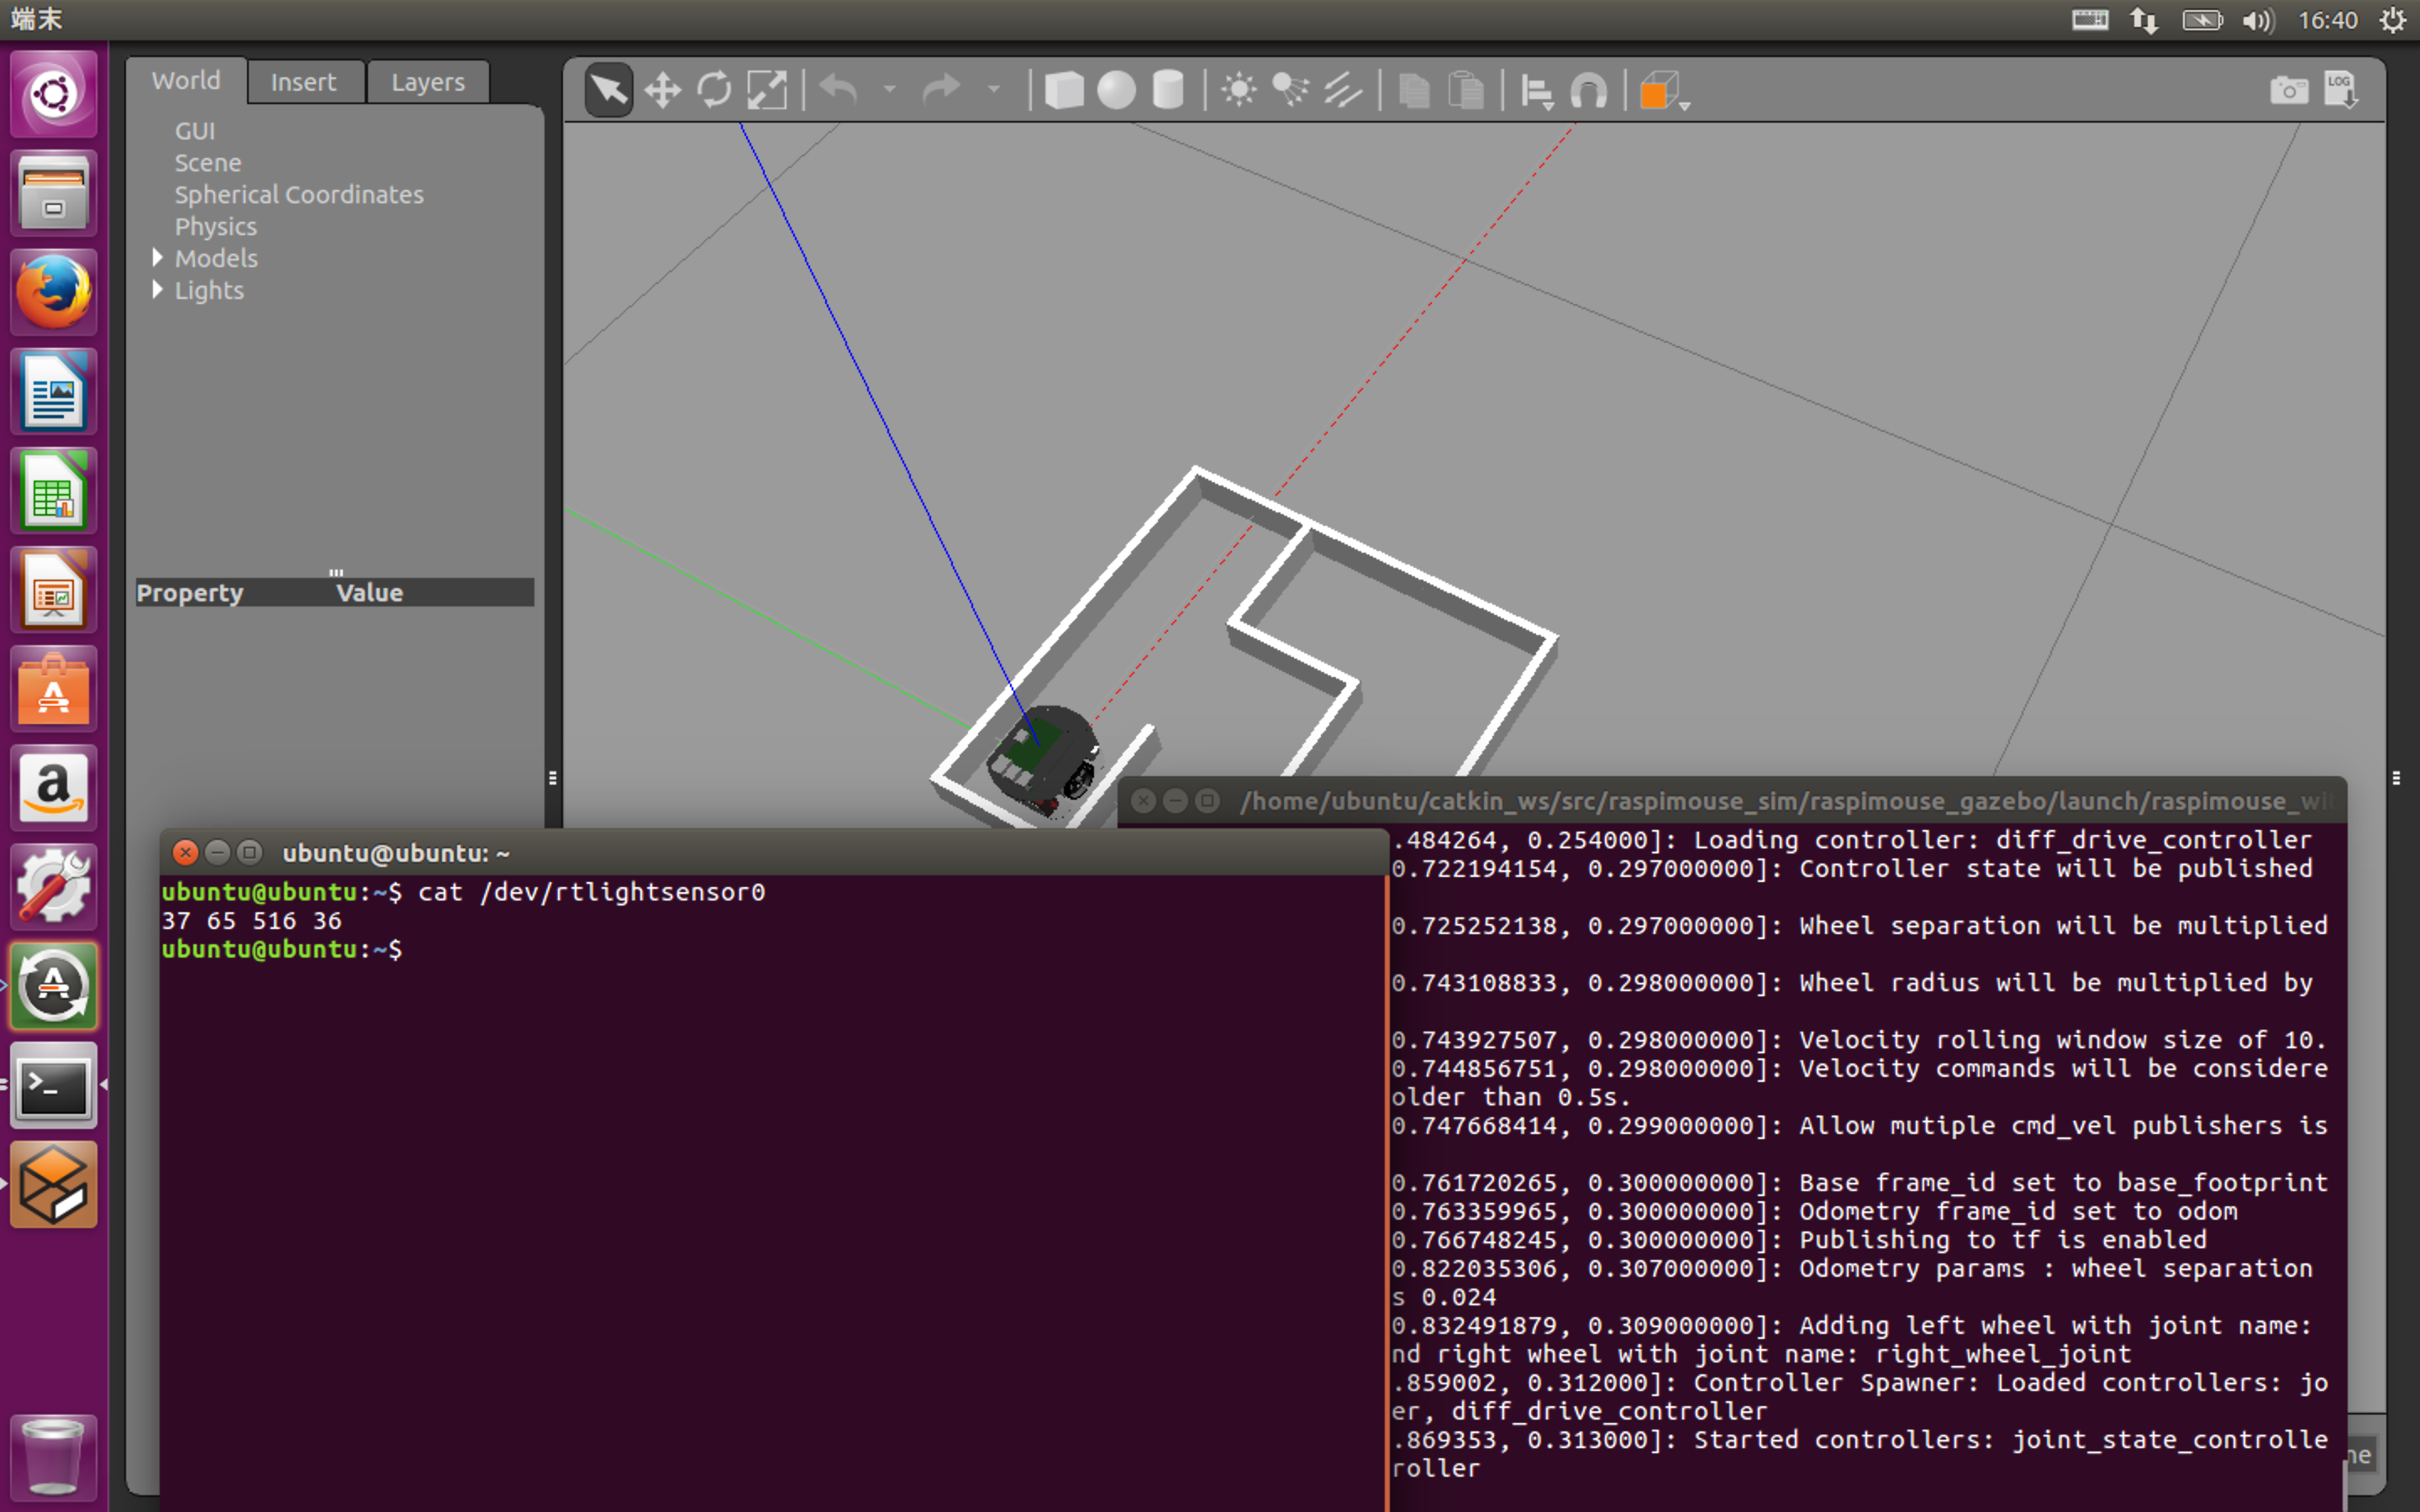 端末
16:40
World Insert Layers
LOG
GUI
Scene
Spherical Coordinates
Physics
Models
Lights
Property Value
/home/ubuntu/catkin_ws/src/raspimouse_sim/raspimouse_gazebo/launch/raspimouse_wit
ubuntu@ubuntu: ~
ubuntu@ubuntu:~$ cat /dev/rtlightsensor0
37 65 516 36
ubuntu@ubuntu:~$
.484264, 0.254000]: Loading controller: diff_drive_controller
0.722194154, 0.297000000]: Controller state will be published
0.725252138, 0.297000000]: Wheel separation will be multiplied
0.743108833, 0.298000000]: Wheel radius will be multiplied by
0.743927507, 0.298000000]: Velocity rolling window size of 10.
0.744856751, 0.298000000]: Velocity commands will be considere
older than 0.5s.
0.747668414, 0.299000000]: Allow mutiple cmd_vel publishers is
0.761720265, 0.300000000]: Base frame_id set to base_footprint
0.763359965, 0.300000000]: Odometry frame_id set to odom
0.766748245, 0.300000000]: Publishing to tf is enabled
0.822035306, 0.307000000]: Odometry params : wheel separation
s 0.024
0.832491879, 0.309000000]: Adding left wheel with joint name:
nd right wheel with joint name: right_wheel_joint
.859002, 0.312000]: Controller Spawner: Loaded controllers: jo
er, diff_drive_controller
.869353, 0.313000]: Started controllers: joint_state_controlle
roller